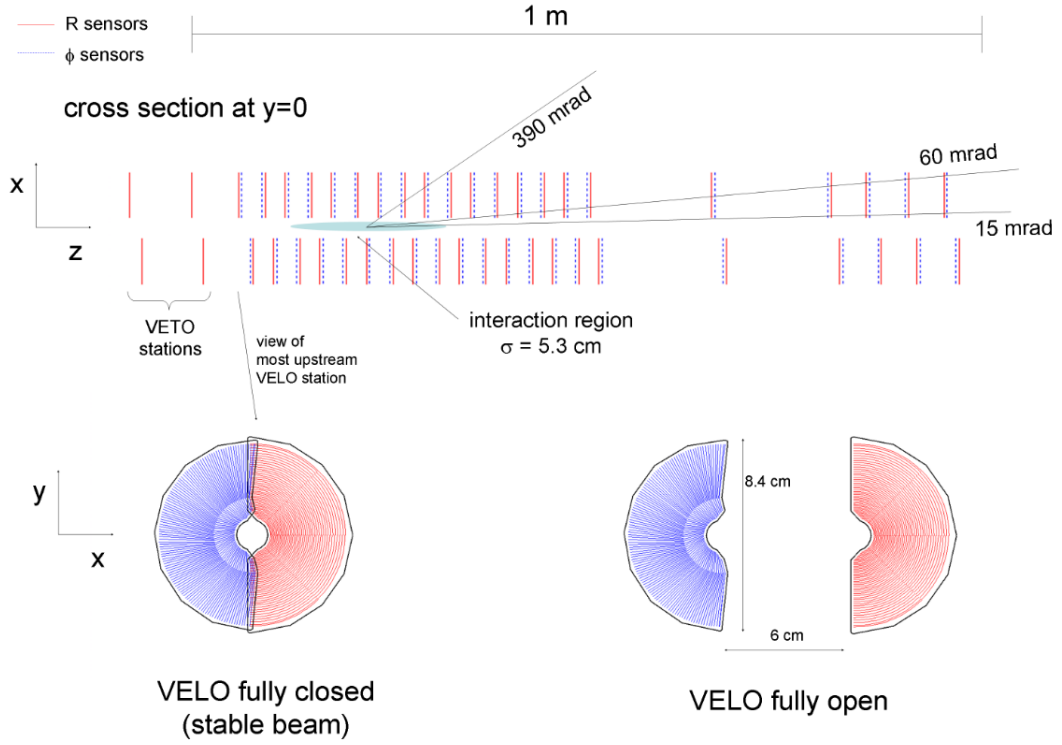 R sensors
1 m
ϕ sensors
cross section at y=0
390 mrad
60 mrad
x
z
15 mrad
VETO
stations
interaction region
σ = 5.3 cm
view of
most upstream
VELO station
y
x
8.4 cm
6 cm
VELO fully closed
(stable beam)
VELO fully open